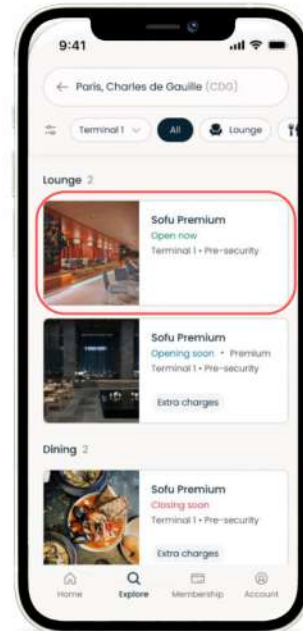 9:41
← Paris, Charles de Gauille (CDG)
Terminal 1 All Lounge
Lounge 2
Sofu Premium
Open now
Terminal 1 • Pre-security
Sofu Premium
Opening soon • Premium
Terminal 1 • Pre-security
Extra charges
Dining 2
Sofu Premium
Closing soon
Terminal 1 • Pre-security
Extra charges
Home Explore Membership Account